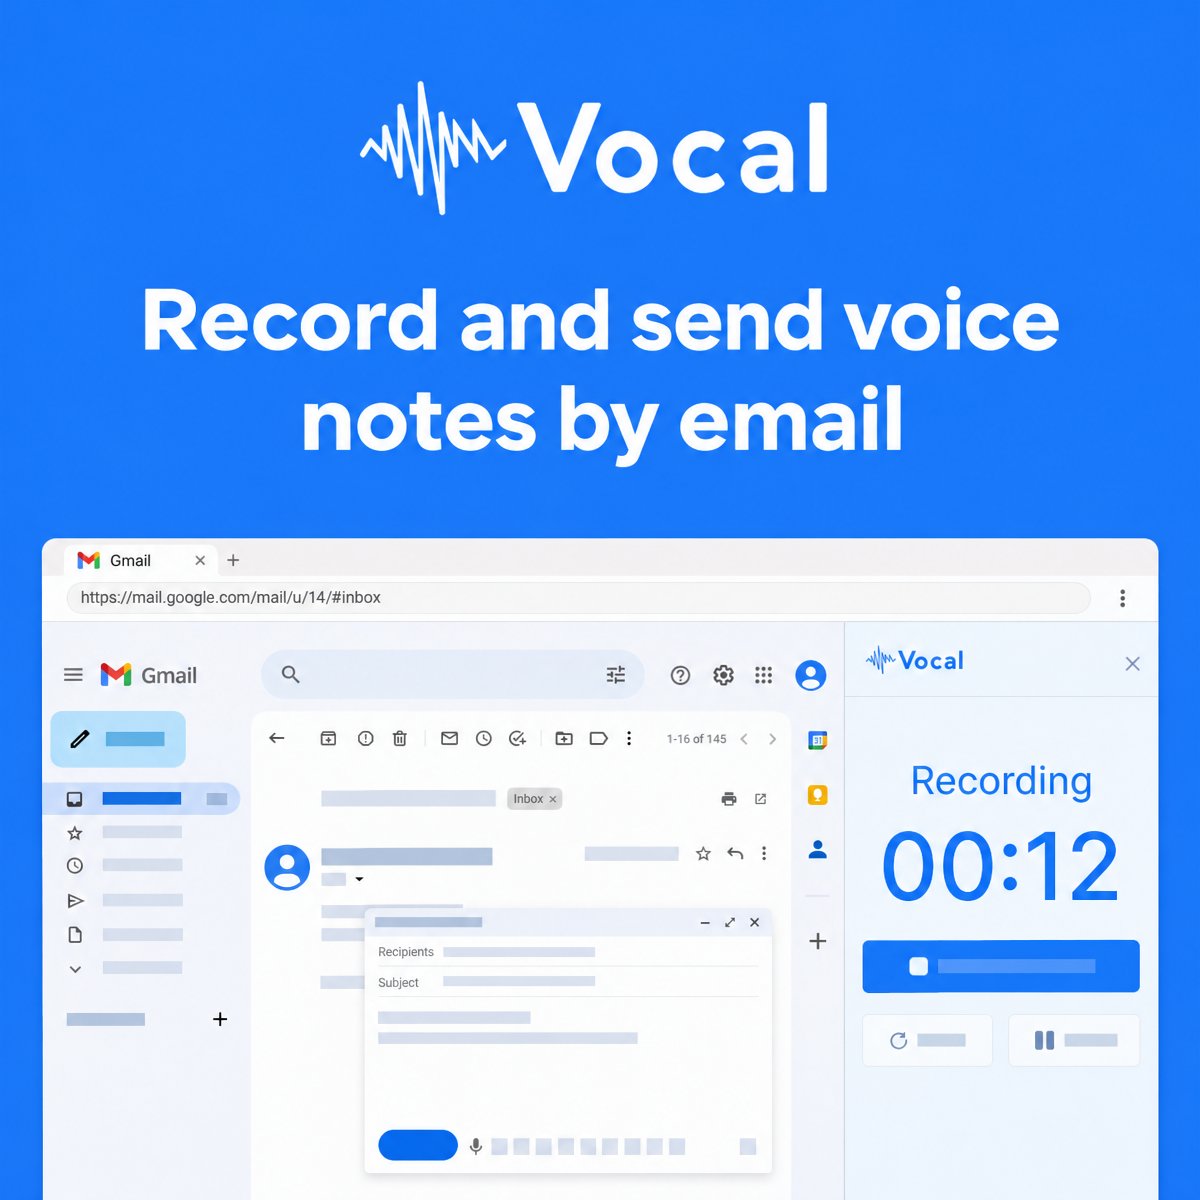 Vocal
Record and send voice
notes by email
Gmail
https://mail.google.com/mail/u/14/#inbox
Gmail
Vocal
1-16 of 145
31
Inbox
Recording
00:12
Recipients
Subject